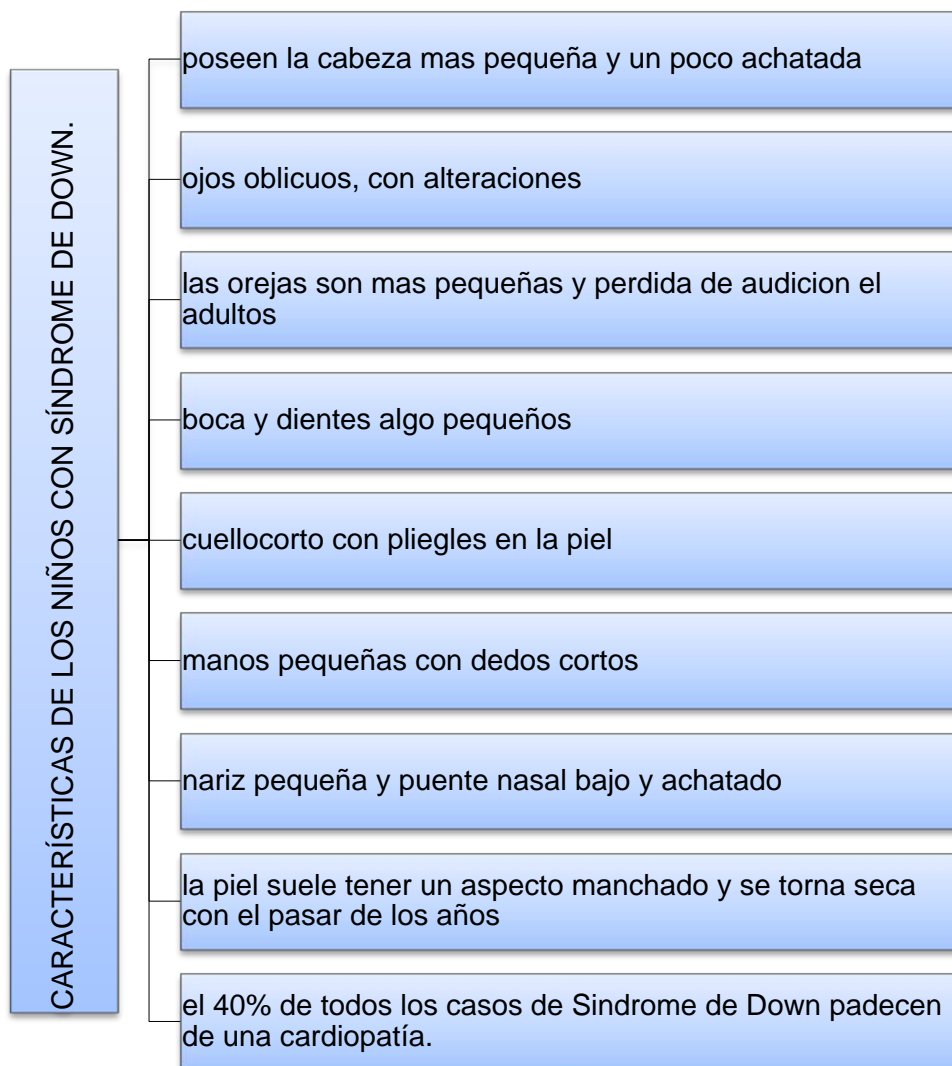 CARACTERÍSTICAS DE LOS NIÑOS CON SÍNDROME DE DOWN.
poseen la cabeza mas pequeña y un poco achatada
ojos oblicuos, con alteraciones
las orejas son mas pequeñas y perdida de audicion el
adultos
boca y dientes algo pequeños
cuellocorto con pliegles en la piel
manos pequeñas con dedos cortos
nariz pequeña y puente nasal bajo y achatado
la piel suele tener un aspecto manchado y se torna seca
con el pasar de los años
el 40% de todos los casos de Sindrome de Down padecen
de una cardiopatía.